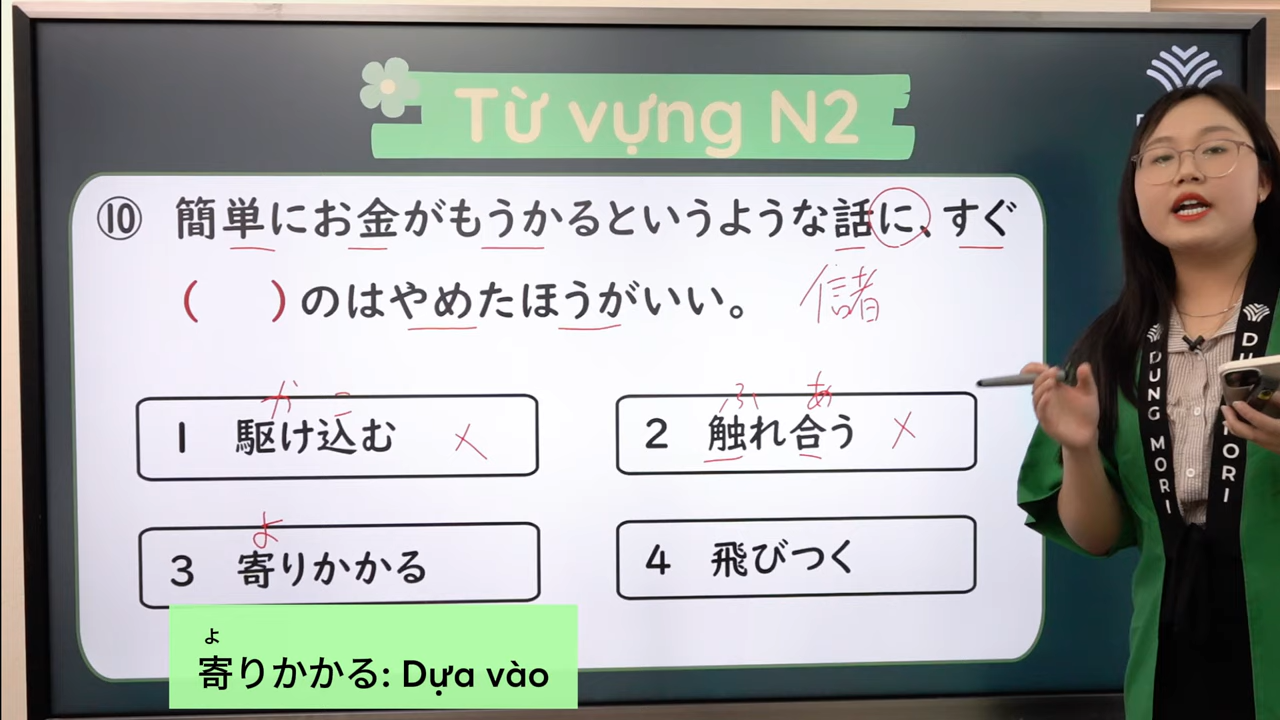 Từ vựng N2
⑩ 簡単にお金がもうかるというような話に、すぐ
( )のはやめたほうがいい。
信者
か こ
1 駆け込む ×
ふ あ
2 触れ合う ×
よ
3 寄りかかる
4 飛びつく
よ
寄りかかる: Dựa vào
DUNG MORI
MORI